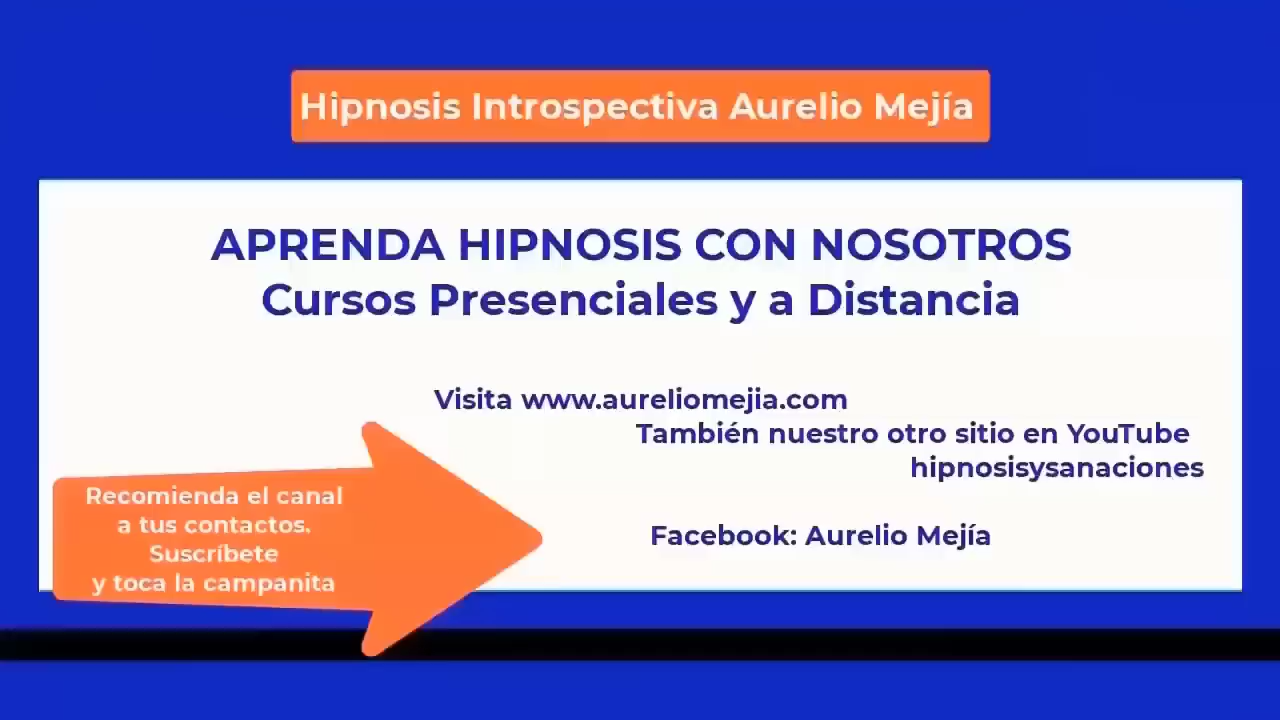 Hipnosis Introspectiva Aurelio Mejía
APRENDA HIPNOSIS CON NOSOTROS
Cursos Presenciales y a Distancia
Visita www.aureliomejia.com
También nuestro otro sitio en YouTube
hipnosisysanaciones
Facebook: Aurelio Mejía
Recomienda el canal
a tus contactos.
Suscríbete
y toca la campanita